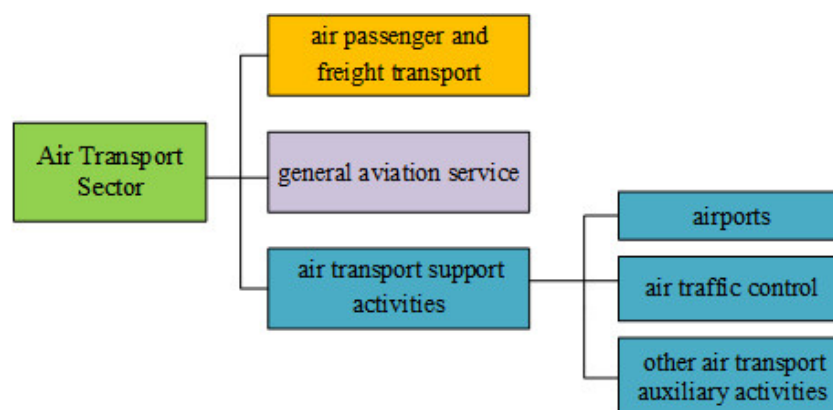 air passenger and
freight transport
Air Transport
Sector
general aviation service
air transport support
activities
airports
air traffic control
other air transport
auxiliary activities